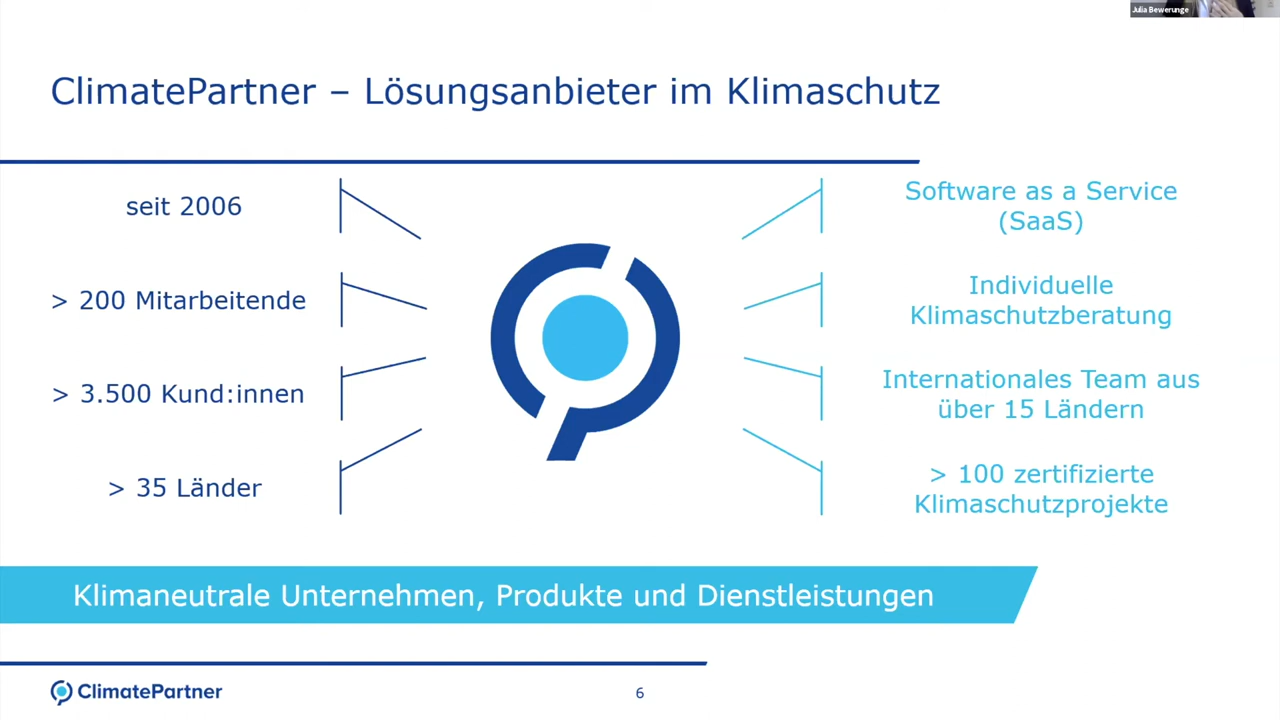 Julia Bewerunge
ClimatePartner – Lösungsanbieter im Klimaschutz
seit 2006
> 200 Mitarbeitende
> 3.500 Kund:innen
> 35 Länder
Software as a Service
(SaaS)
Individuelle
Klimaschutzberatung
Internationales Team aus
über 15 Ländern
> 100 zertifizierte
Klimaschutzprojekte
Klimaneutrale Unternehmen, Produkte und Dienstleistungen
ClimatePartner
6